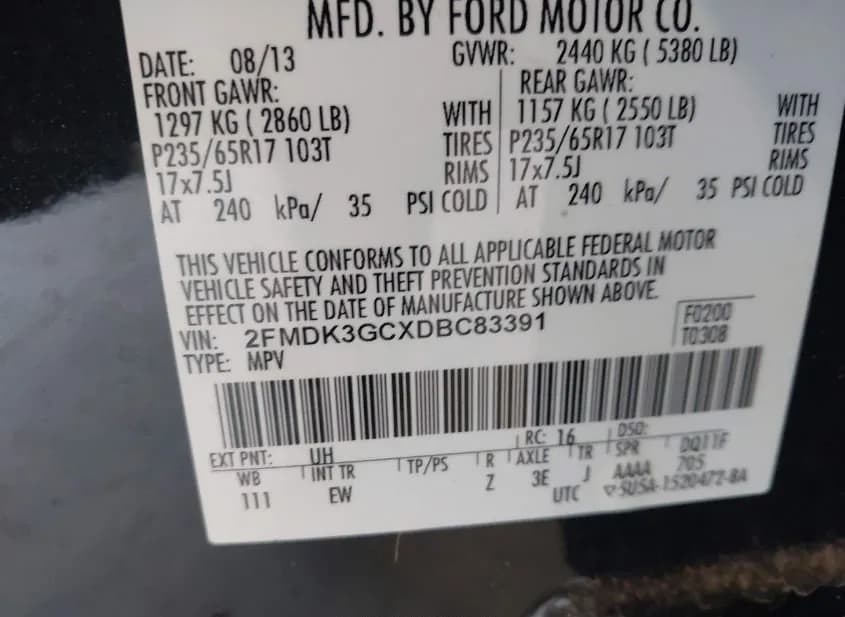 MFD. BY FORD MOTOR CO.
DATE: 08/13 GVWR: 2440 KG ( 5380 LB)
FRONT GAWR: REAR GAWR:
1297 KG ( 2860 LB) WITH 1157 KG ( 2550 LB) WITH
P235/65R17 103T TIRES P235/65R17 103T TIRES
17x7.5J RIMS 17x7.5J RIMS
AT 240 kPa/ 35 PSI COLD AT 240 kPa/ 35 PSI COLD
THIS VEHICLE CONFORMS TO ALL APPLICABLE FEDERAL MOTOR
VEHICLE SAFETY AND THEFT PREVENTION STANDARDS IN
EFFECT ON THE DATE OF MANUFACTURE SHOWN ABOVE.
VIN: 2FMDK3GCXDBC83391 F0200
TYPE: MPV T0308
EXT PNT: UH RC: 16 DSO:
WB INT TR TP/PS R AXLE TR SPR DQ11F
111 EW Z 3E J AAAA 705
UTC ▽SU5A-1520472-BA